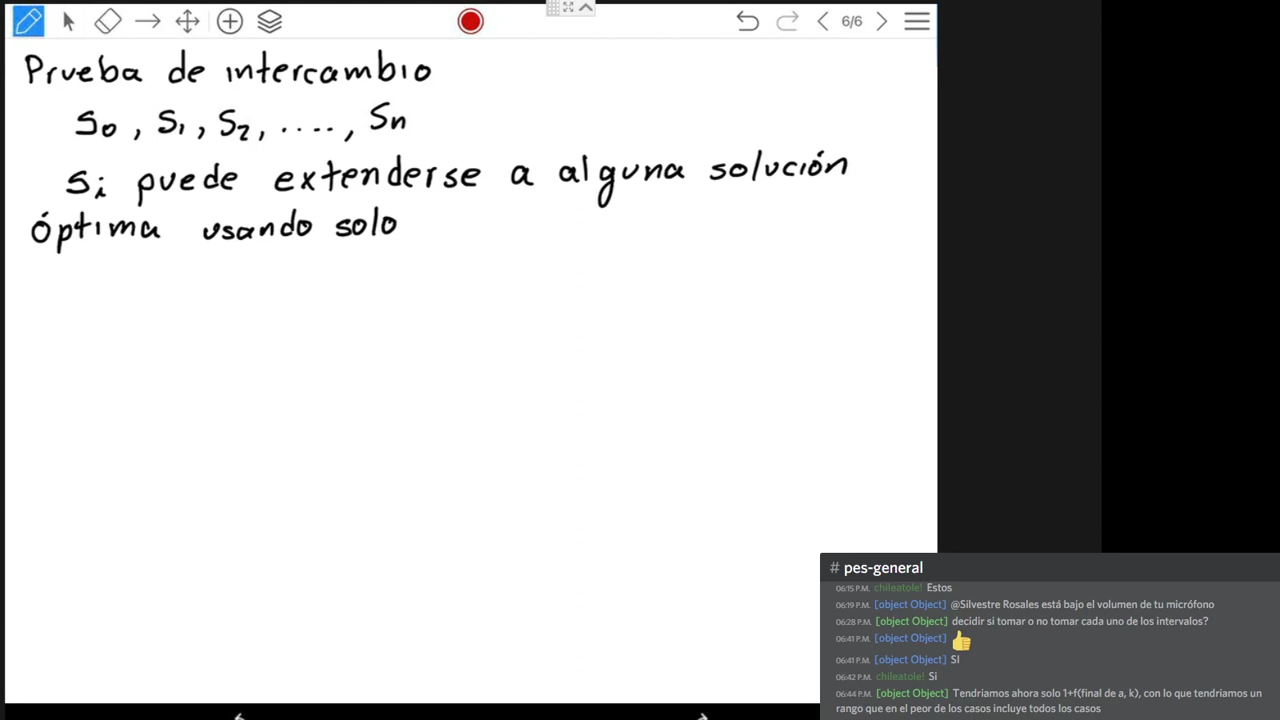 6/6
Prueba de intercambio
S0, S1, S2, ...., Sn
Si puede extenderse a alguna solución
óptima usando solo
# pes-general
06:15 P.M. chileatole! Estos
06:19 P.M. [object Object] @Silvestre Rosales está bajo el volumen de tu micrófono
06:28 P.M. [object Object] decidir si tomar o no tomar cada uno de los intervalos?
06:41 P.M. [object Object] 👍
06:41 P.M. [object Object] SI
06:42 P.M. chileatole! Si
06:44 P.M. [object Object] Tendriamos ahora solo 1+f(final de a, k), con lo que tendriamos un
rango que en el peor de los casos incluye todos los casos